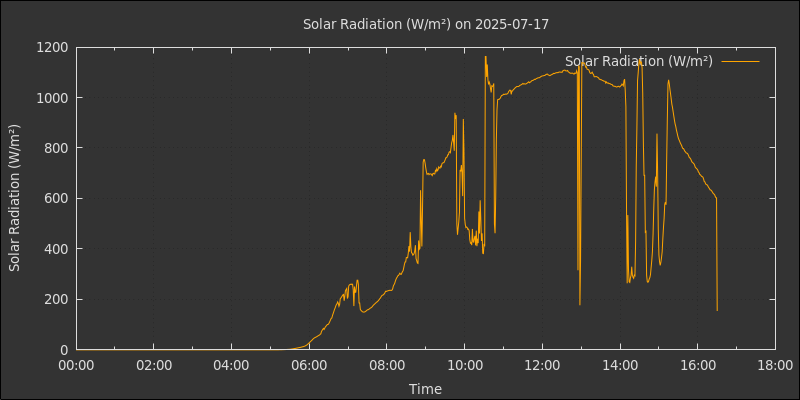 Solar Radiation (W/m²) on 2025-07-17
Solar Radiation (W/m²)
Solar Radiation (W/m²)
1200
1000
800
600
400
200
0
00:00 02:00 04:00 06:00 08:00 10:00 12:00 14:00 16:00 18:00
Time